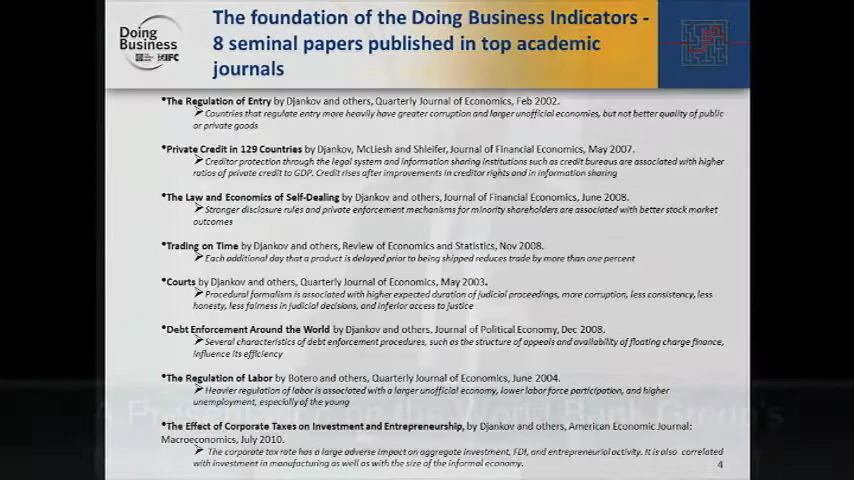 Doing
Business
IFC
The foundation of the Doing Business Indicators -
8 seminal papers published in top academic
journals
•The Regulation of Entry by Djankov and others, Quarterly Journal of Economics, Feb 2002.
➢Countries that regulate entry more heavily have greater corruption and larger unofficial economies, but not better quality of public
or private goods
•Private Credit in 129 Countries by Djankov, McLiesh and Shleifer, Journal of Financial Economics, May 2007.
➢Creditor protection through the legal system and information sharing institutions such as credit bureaus are associated with higher
ratios of private credit to GDP. Credit rises after improvements in creditor rights and in information sharing
•The Law and Economics of Self-Dealing by Djankov and others, Journal of Financial Economics, June 2008.
➢Stronger disclosure rules and private enforcement mechanisms for minority shareholders are associated with better stock market
outcomes
•Trading on Time by Djankov and others, Review of Economics and Statistics, Nov 2008.
➢Each additional day that a product is delayed prior to being shipped reduces trade by more than one percent
•Courts by Djankov and others, Quarterly Journal of Economics, May 2003.
➢Procedural formalism is associated with higher expected duration of judicial proceedings, more corruption, less consistency, less
honesty, less fairness in judicial decisions, and inferior access to justice
•Debt Enforcement Around the World by Djankov and others, Journal of Political Economy, Dec 2008.
➢Several characteristics of debt enforcement procedures, such as the structure of appeals and availability of floating charge finance,
influence its efficiency
•The Regulation of Labor by Botero and others, Quarterly Journal of Economics, June 2004.
➢Heavier regulation of labor is associated with a larger unofficial economy, lower labor force participation, and higher
unemployment, especially of the young
•The Effect of Corporate Taxes on Investment and Entrepreneurship, by Djankov and others, American Economic Journal:
Macroeconomics, July 2010.
➢The corporate tax rate has a large adverse impact on aggregate investment, FDI, and entrepreneurial activity. It is also correlated
with investment in manufacturing as well as with the size of the informal economy.
4
on the World Bank Group's